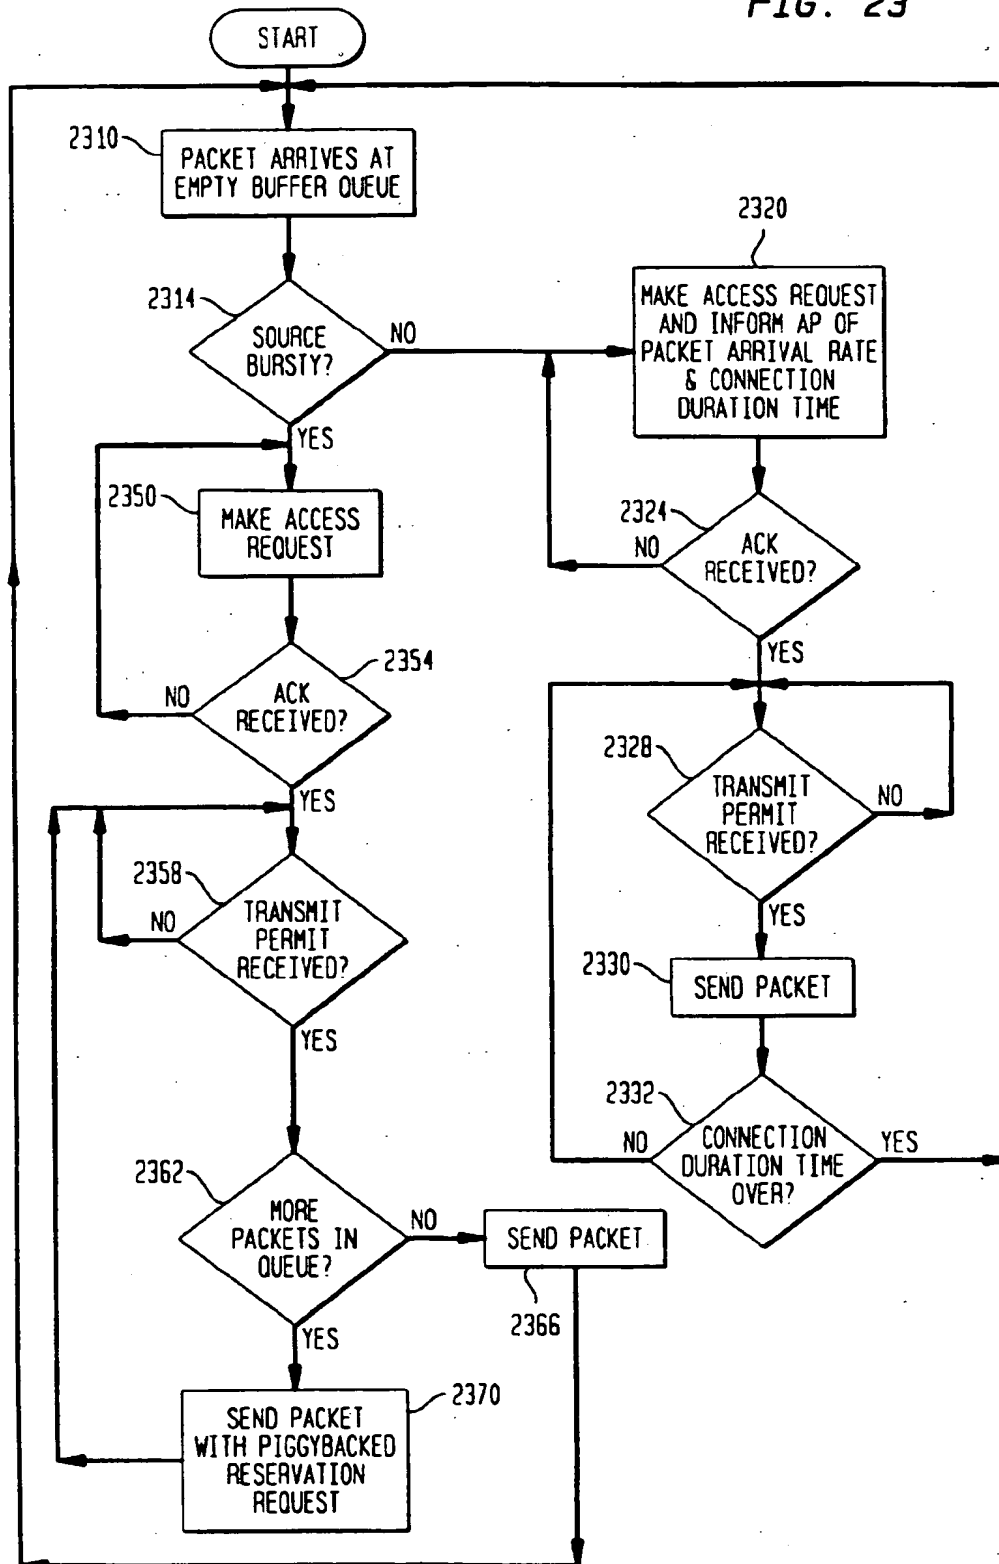 FIG. 23
START
2310
PACKET ARRIVES AT
EMPTY BUFFER QUEUE
2314
SOURCE
BURSTY?
NO
YES
2320
MAKE ACCESS REQUEST
AND INFORM AP OF
PACKET ARRIVAL RATE
& CONNECTION
DURATION TIME
2324
ACK
RECEIVED?
NO
YES
2350
MAKE ACCESS
REQUEST
2354
ACK
RECEIVED?
NO
YES
2328
TRANSMIT
PERMIT
RECEIVED?
NO
YES
2330
SEND PACKET
2332
CONNECTION
DURATION TIME
OVER?
NO
YES
2358
TRANSMIT
PERMIT
RECEIVED?
NO
YES
2362
MORE
PACKETS IN
QUEUE?
NO
YES
SEND PACKET
2366
2370
SEND PACKET
WITH PIGGYBACKED
RESERVATION
REQUEST